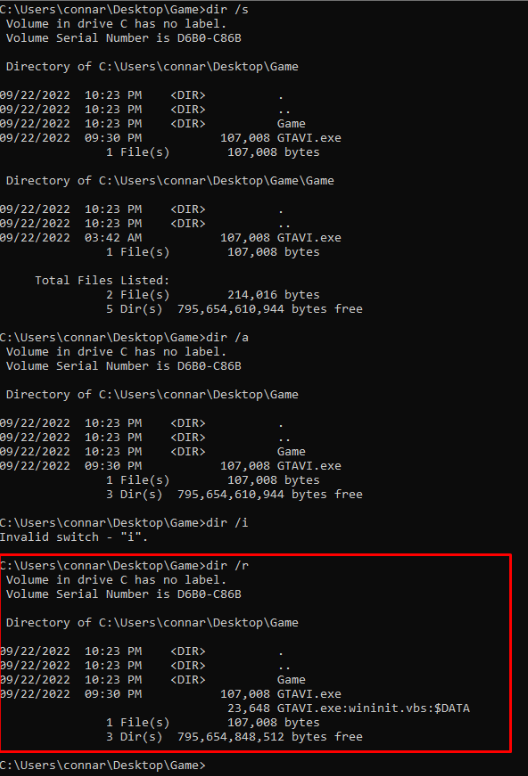 C:\Users\connar\Desktop\Game>dir /s
Volume in drive C has no label.
Volume Serial Number is D6B0-C86B
Directory of C:\Users\connar\Desktop\Game
09/22/2022  10:23 PM    <DIR>          .
09/22/2022  10:23 PM    <DIR>          ..
09/22/2022  10:23 PM    <DIR>          Game
09/22/2022  09:30 PM           107,008 GTAVI.exe
1 File(s)        107,008 bytes
Directory of C:\Users\connar\Desktop\Game\Game
09/22/2022  10:23 PM    <DIR>          .
09/22/2022  10:23 PM    <DIR>          ..
09/22/2022  03:42 AM           107,008 GTAVI.exe
1 File(s)        107,008 bytes
Total Files Listed:
2 File(s)        214,016 bytes
5 Dir(s)  795,654,610,944 bytes free
C:\Users\connar\Desktop\Game>dir /a
Volume in drive C has no label.
Volume Serial Number is D6B0-C86B
Directory of C:\Users\connar\Desktop\Game
09/22/2022  10:23 PM    <DIR>          .
09/22/2022  10:23 PM    <DIR>          ..
09/22/2022  10:23 PM    <DIR>          Game
09/22/2022  09:30 PM           107,008 GTAVI.exe
1 File(s)        107,008 bytes
3 Dir(s)  795,654,610,944 bytes free
C:\Users\connar\Desktop\Game>dir /i
Invalid switch - "i".
C:\Users\connar\Desktop\Game>dir /r
Volume in drive C has no label.
Volume Serial Number is D6B0-C86B
Directory of C:\Users\connar\Desktop\Game
09/22/2022  10:23 PM    <DIR>          .
09/22/2022  10:23 PM    <DIR>          ..
09/22/2022  10:23 PM    <DIR>          Game
09/22/2022  09:30 PM           107,008 GTAVI.exe
23,648 GTAVI.exe:wininit.vbs:$DATA
1 File(s)        107,008 bytes
3 Dir(s)  795,654,848,512 bytes free
C:\Users\connar\Desktop\Game>